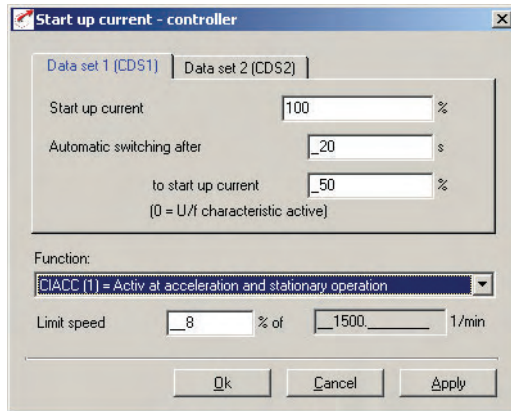 Start up current - controller
Data set 1 (CDS1) Data set 2 (CDS2)
Start up current 100 %
Automatic switching after _20 s
to start up current _50 %
(0 = U/f characteristic active)
Function:
CIACC (1) = Activ at acceleration and stationary operation
Limit speed __8 % of __1500.________ 1/min
Ok Cancel Apply